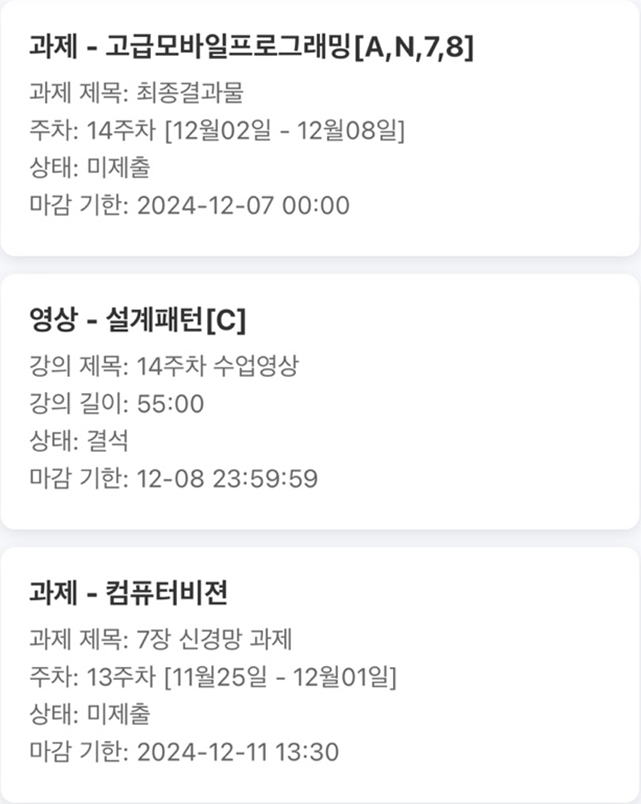 과제 - 고급모바일프로그래밍[A,N,7,8]
과제 제목: 최종결과물
주차: 14주차 [12월02일 - 12월08일]
상태: 미제출
마감 기한: 2024-12-07 00:00
영상 - 설계패턴[C]
강의 제목: 14주차 수업영상
강의 길이: 55:00
상태: 결석
마감 기한: 12-08 23:59:59
과제 - 컴퓨터비젼
과제 제목: 7장 신경망 과제
주차: 13주차 [11월25일 - 12월01일]
상태: 미제출
마감 기한: 2024-12-11 13:30